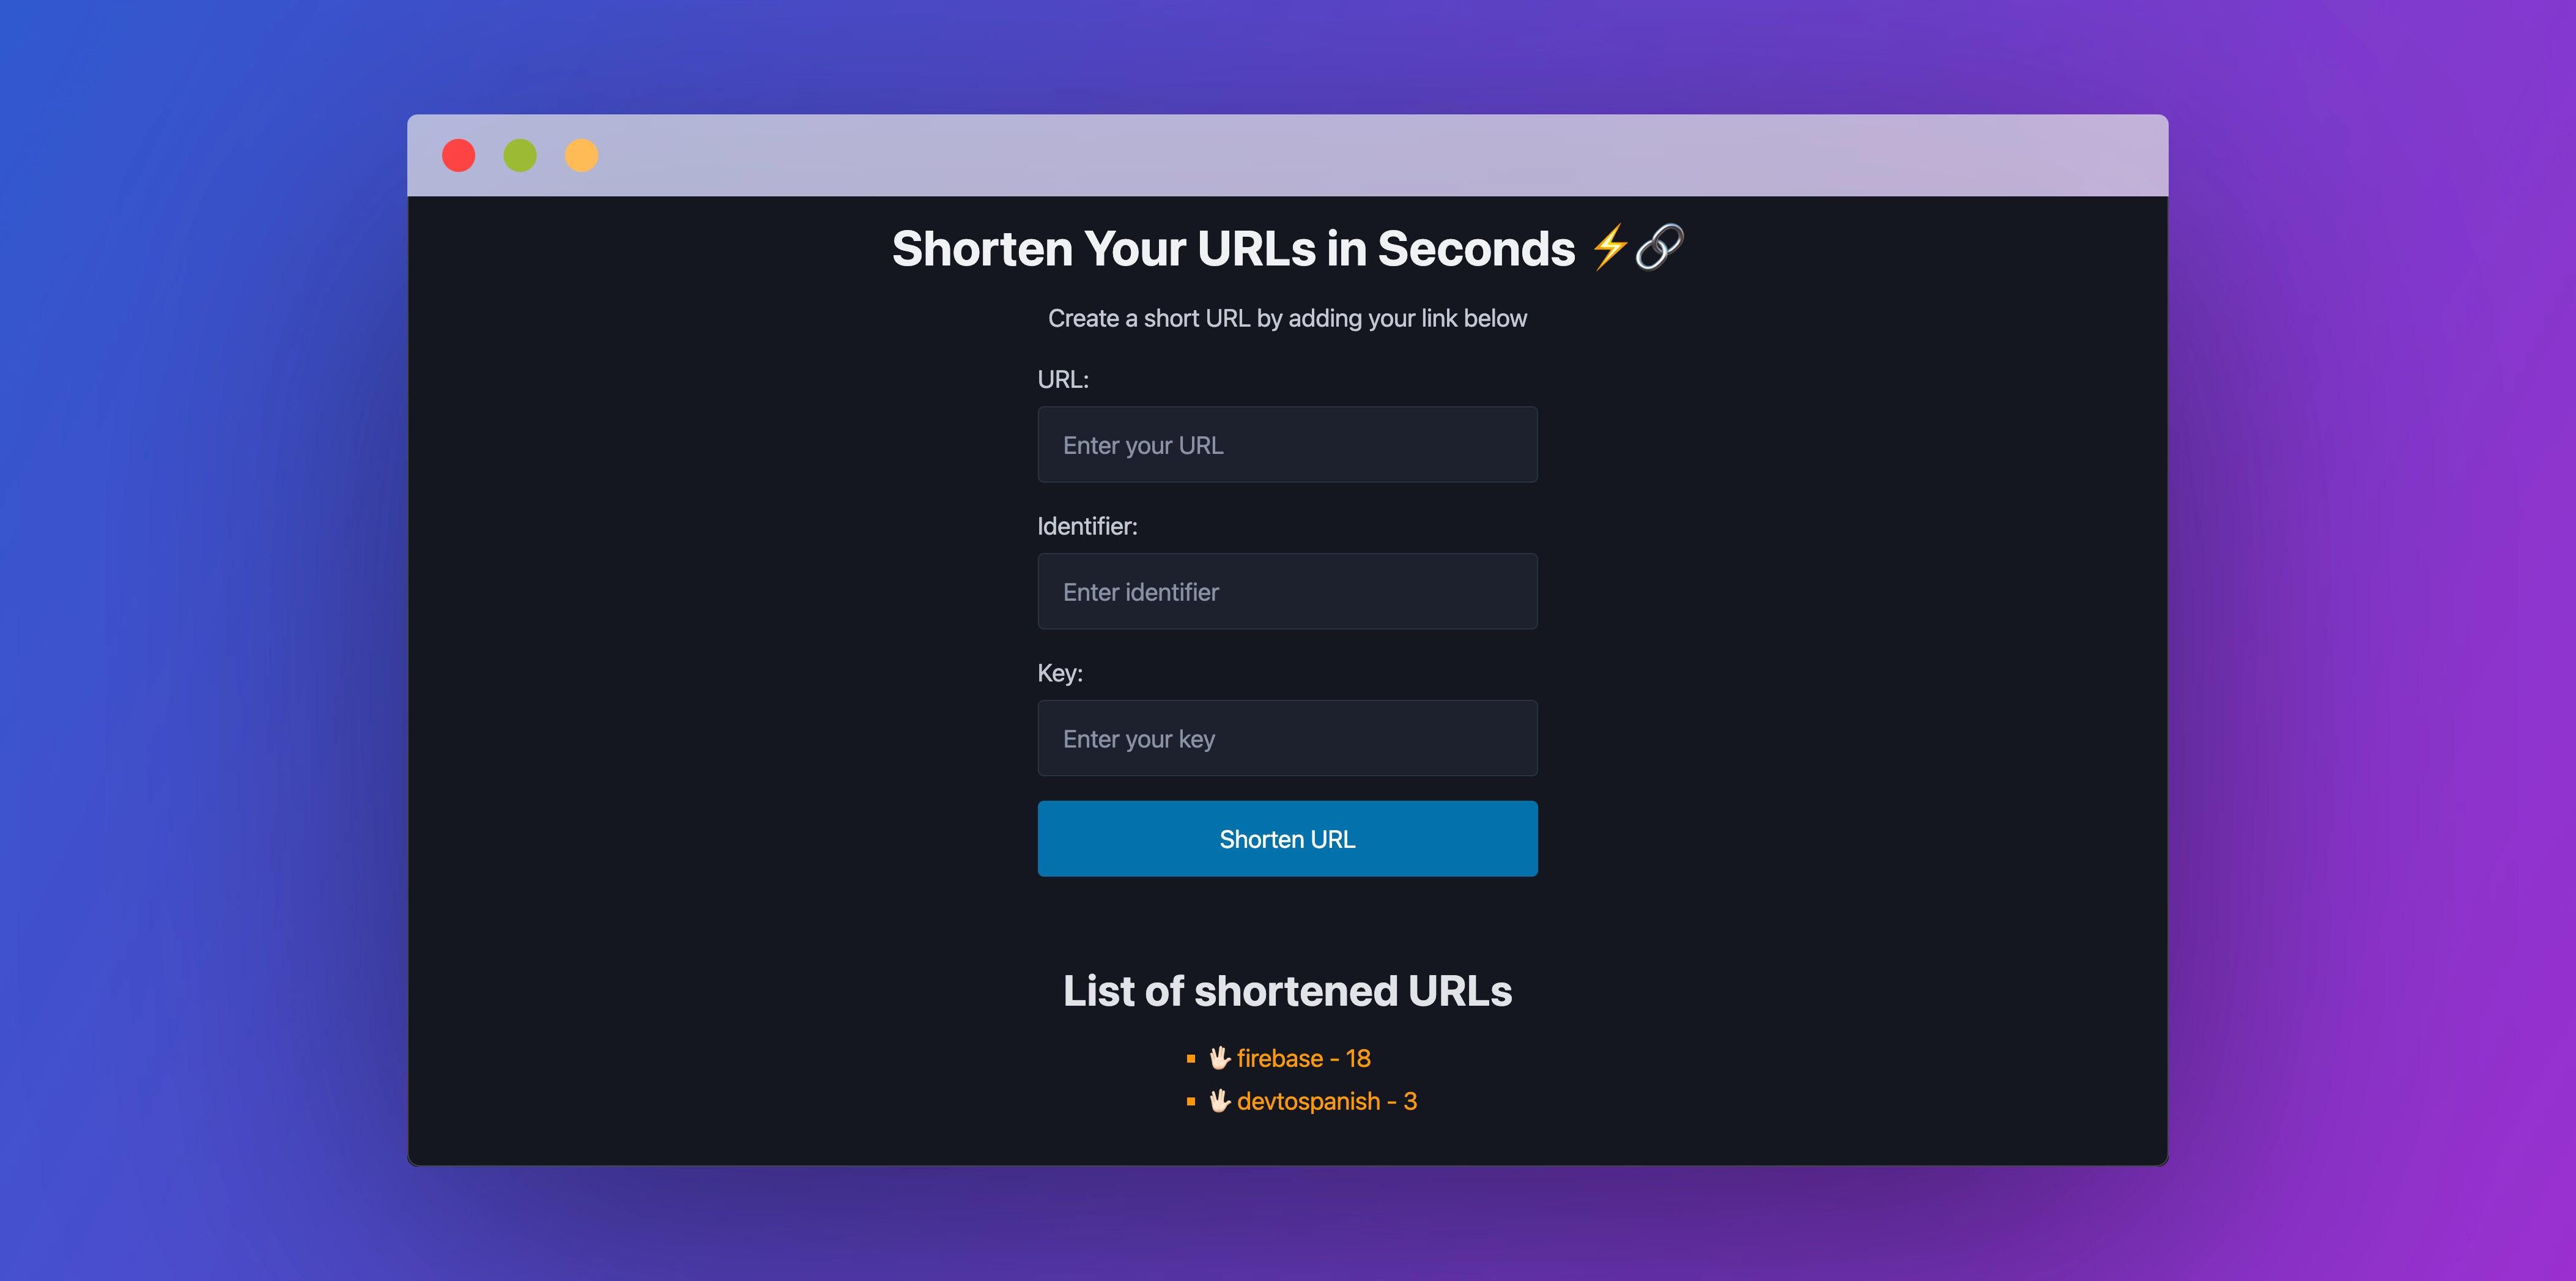 Shorten Your URLs in Seconds ⚡🔗
Create a short URL by adding your link below
URL:
Enter your URL
Identifier:
Enter identifier
Key:
Enter your key
Shorten URL
List of shortened URLs
🖖🏻 firebase - 18
🖖🏻 devtospanish - 3